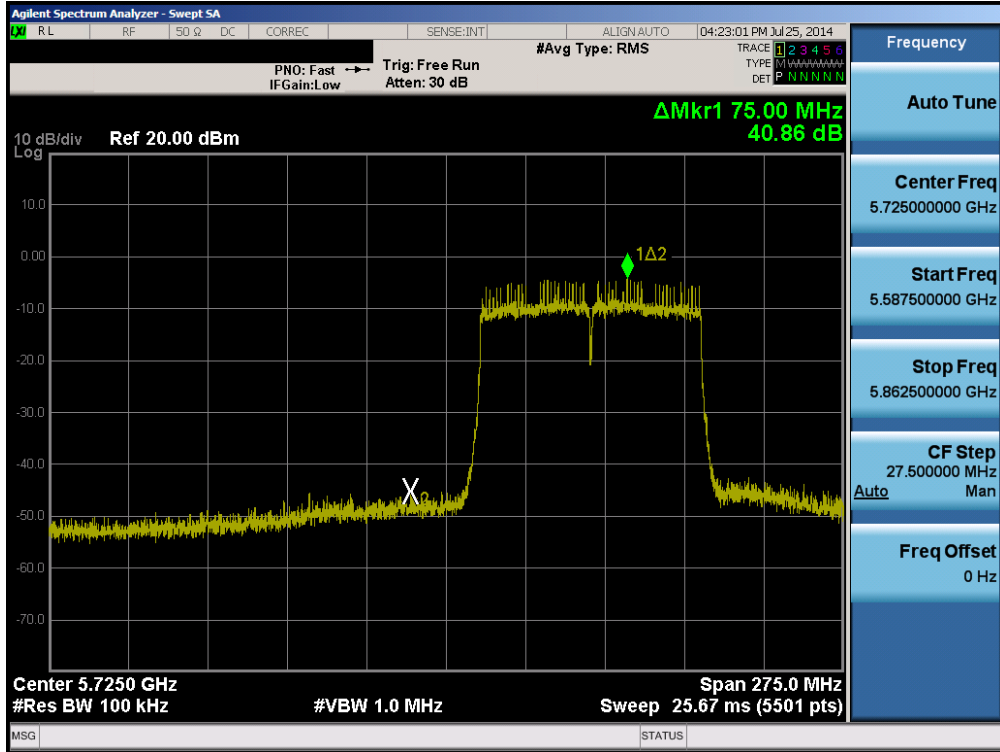 Agilent Spectrum Analyzer - Swept SA
LXI RL RF 50 Ω DC CORREC SENSE:INT ALIGN AUTO 04:23:01 PM Jul 25, 2014
#Avg Type: RMS
TRACE 1 2 3 4 5 6
PNO: Fast Trig: Free Run
TYPE M WWWWW
IFGain:Low Atten: 30 dB
DET P N N N N N
ΔMkr1 75.00 MHz
40.86 dB
10 dB/div Ref 20.00 dBm
Log
10.0
0.00
-10.0
-20.0
-30.0
-40.0
-50.0
-60.0
-70.0
1Δ2
X2
Center 5.7250 GHz Span 275.0 MHz
#Res BW 100 kHz #VBW 1.0 MHz Sweep 25.67 ms (5501 pts)
MSG STATUS
Frequency
Auto Tune
Center Freq
5.725000000 GHz
Start Freq
5.587500000 GHz
Stop Freq
5.862500000 GHz
CF Step
27.500000 MHz
Auto Man
Freq Offset
0 Hz